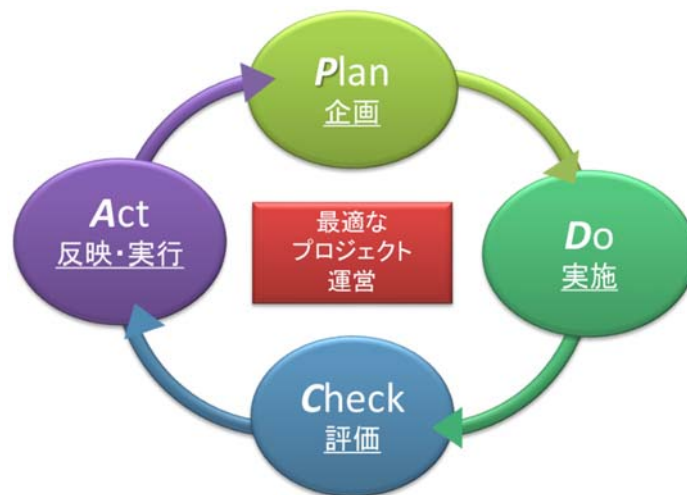 Plan
企画
Do
実施
Check
評価
Act
反映・実行
最適な
プロジェクト
運営